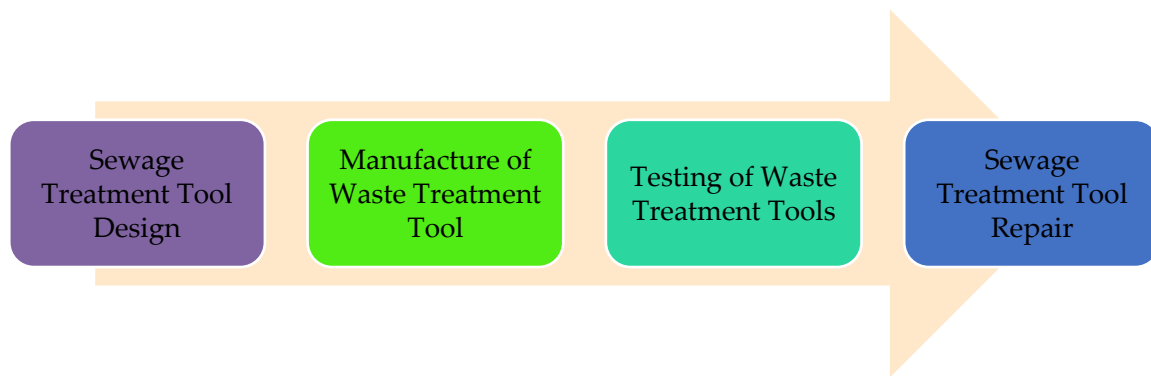 Sewage
Treatment Tool
Design
Manufacture of
Waste Treatment
Tool
Testing of Waste
Treatment Tools
Sewage
Treatment Tool
Repair